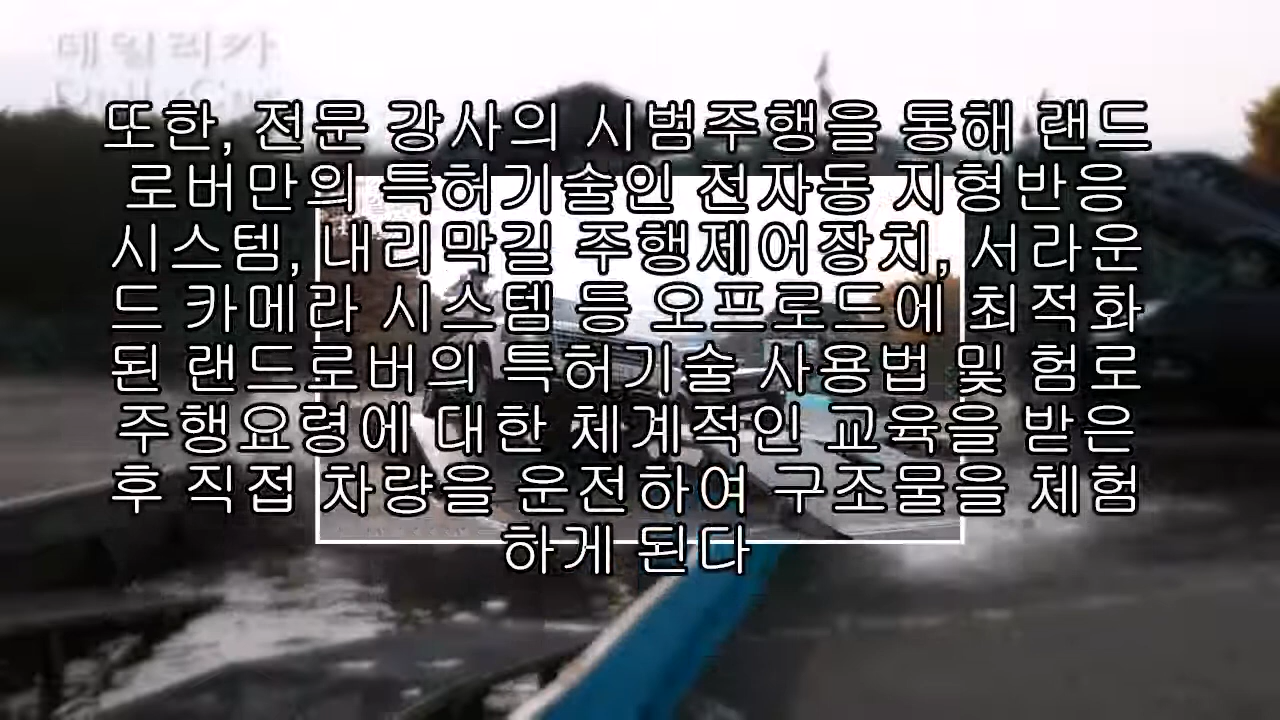 데일리카
DailyCar
또한, 전문 강사의 시범주행을 통해 랜드
로버만의 특허기술인 전자동 지형반응
시스템, 내리막길 주행제어장치, 서라운
드 카메라 시스템 등 오프로드에 최적화
된 랜드로버의 특허기술 사용법 및 험로
주행요령에 대한 체계적인 교육을 받은
후 직접 차량을 운전하여 구조물을 체험
하게 된다